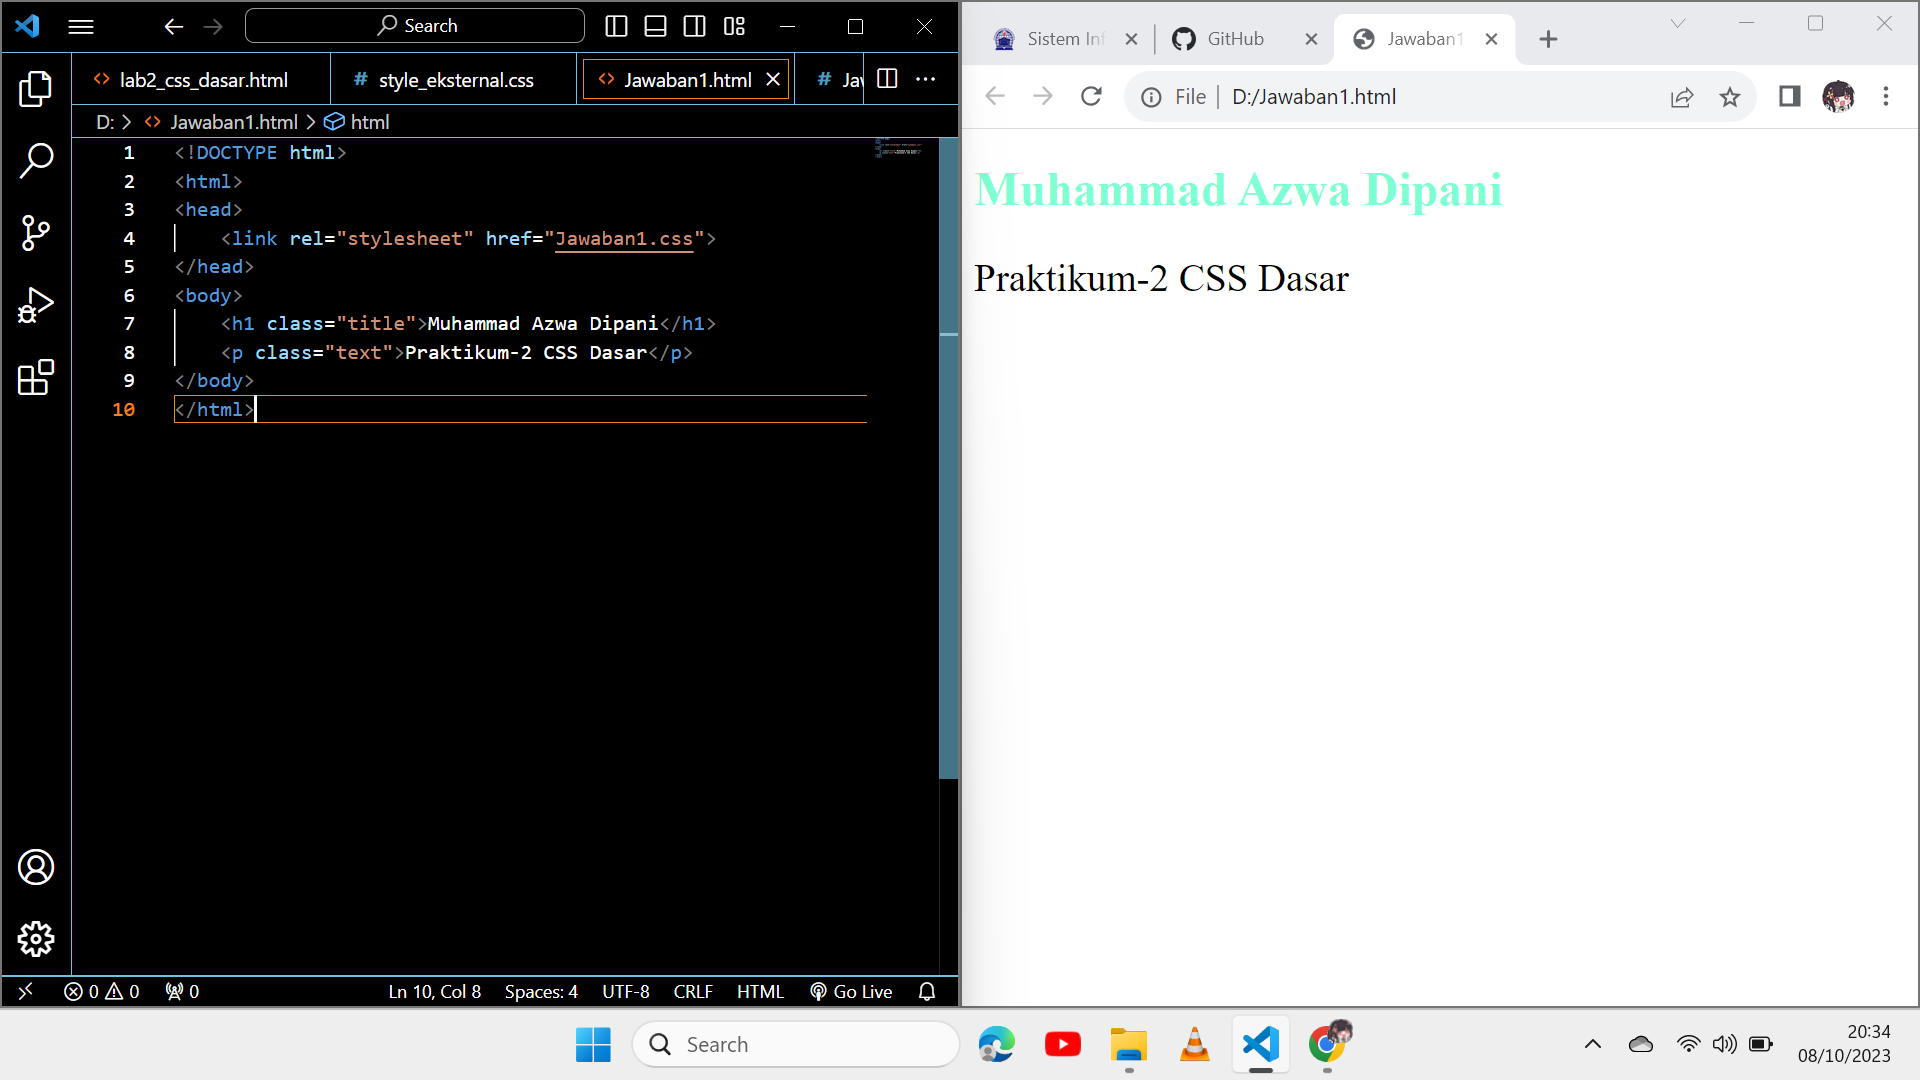 Search
lab2_css_dasar.html
style_eksternal.css
Jawaban1.html
D: > Jawaban1.html > html
1 <!DOCTYPE html>
2 <html>
3 <head>
4 <link rel="stylesheet" href="Jawaban1.css">
5 </head>
6 <body>
7 <h1 class="title">Muhammad Azwa Dipani</h1>
8 <p class="text">Praktikum-2 CSS Dasar</p>
9 </body>
10 </html>
0 0 0 Ln 10, Col 8 Spaces: 4 UTF-8 CRLF HTML Go Live
Sistem Inf
GitHub
Jawaban1
File | D:/Jawaban1.html
Muhammad Azwa Dipani
Praktikum-2 CSS Dasar
Search
20:34
08/10/2023